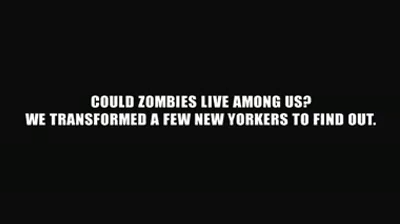 COULD ZOMBIES LIVE AMONG US?
WE TRANSFORMED A FEW NEW YORKERS TO FIND OUT.